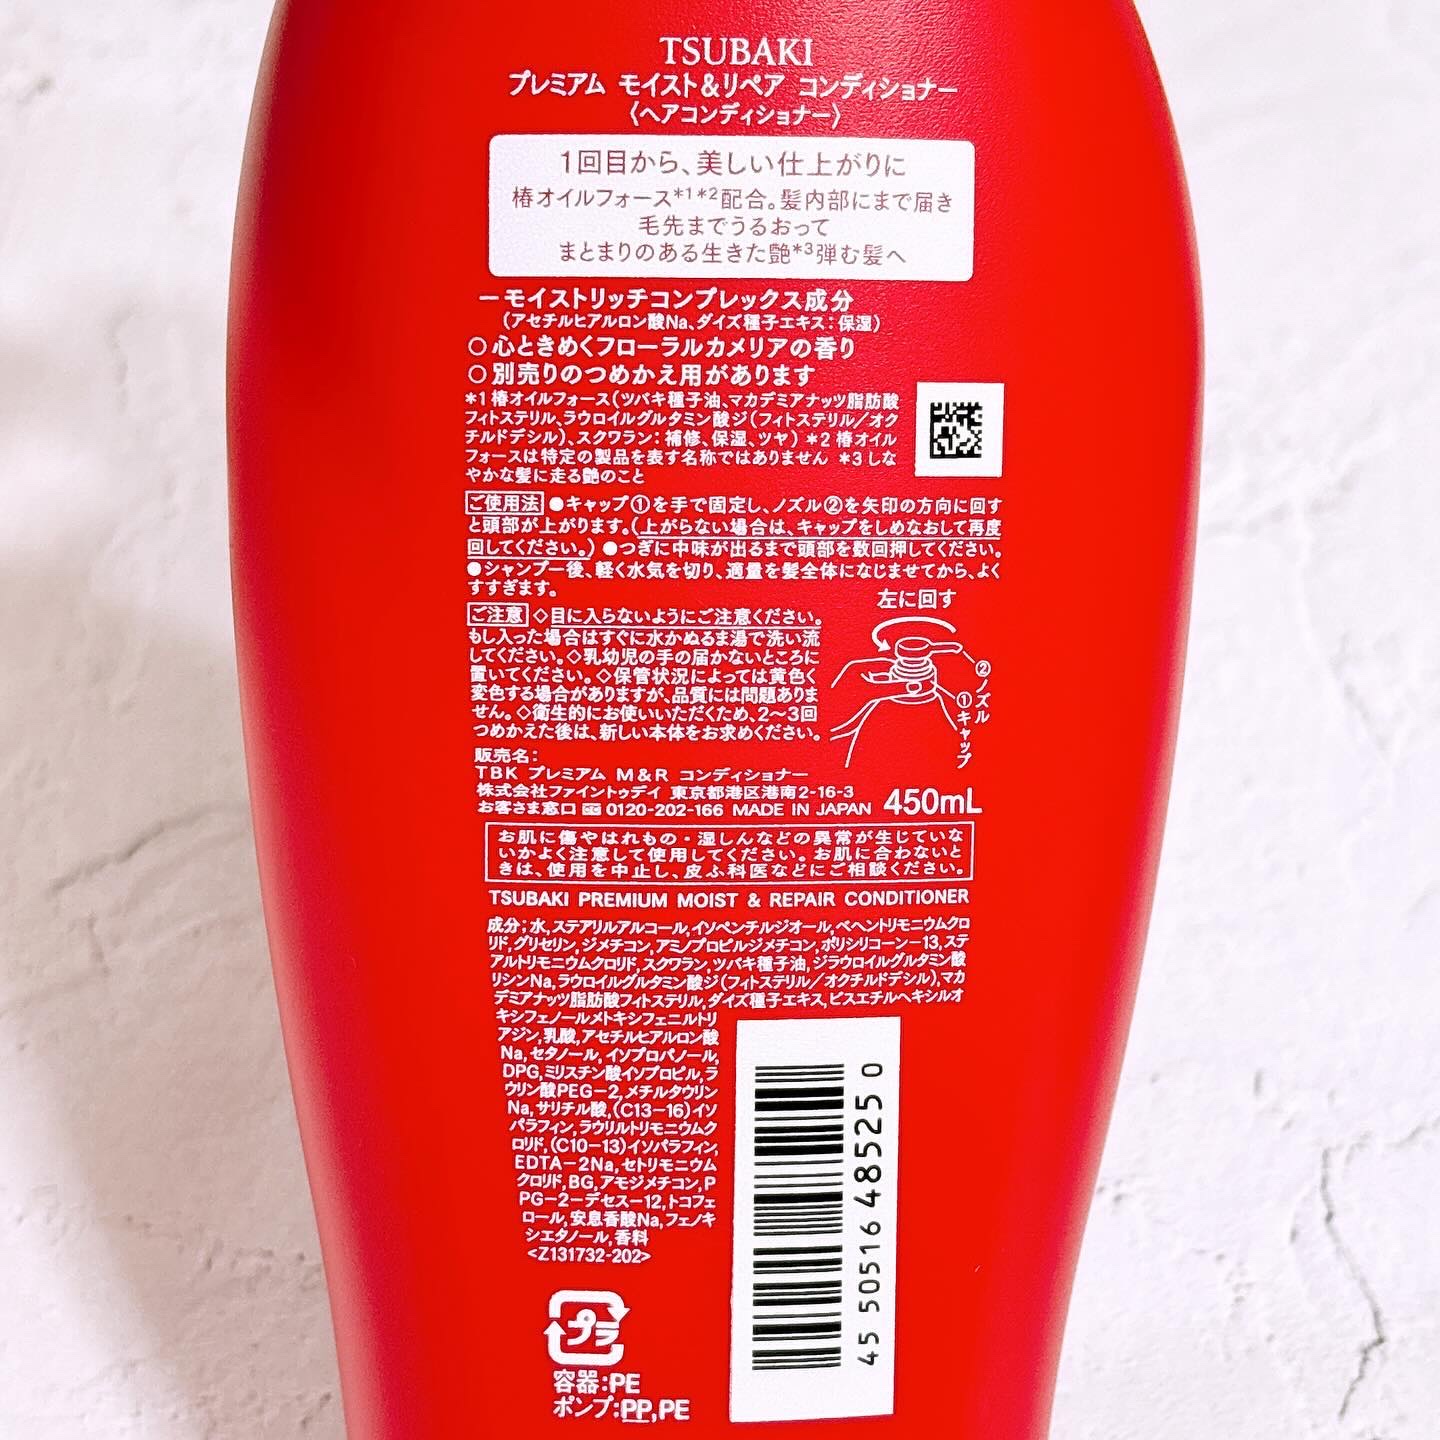 TSUBAKI
プレミアム モイスト&リペア コンディショナー
〈ヘアコンディショナー〉
1回目から、美しい仕上がりに
椿オイルフォース*1*2配合。髪内部にまで届き
毛先までうるおって
まとまりのある生きた艶*3弾む髪へ
ー モイストリッチコンプレックス成分
(アセチルヒアルロン酸Na、ダイズ種子エキス:保湿)
○ 心ときめくフローラルカメリアの香り
○ 別売りのつめかえ用があります
*1 椿オイルフォース(ツバキ種子油、マカデミアナッツ脂肪酸
フィトステリル、ラウロイルグルタミン酸ジ(フィトステリル/オク
チルドデシル)、スクワラン:補修、保湿、ツヤ) *2 椿オイル
フォースは特定の製品を表す名称ではありません *3 しな
やかな髪に走る艶のこと
ご使用法 ●キャップ①を手で固定し、ノズル②を矢印の方向に回す
と頭部が上がります。(上がらない場合は、キャップをしめなおして再度
回してください。) ●つぎに中味が出るまで頭部を数回押してください。
●シャンプー後、軽く水気を切り、適量を髪全体になじませてから、よく
すすぎます。
左に回す
②ノズル
①キャップ
ご注意 ◇目に入らないようにご注意ください。
もし入った場合はすぐに水かぬるま湯で洗い流
してください。◇乳幼児の手の届かないところに
置いてください。◇保管状況によっては黄色く
変色する場合がありますが、品質には問題ありま
せん。◇衛生的にお使いいただくため、2〜3回
つめかえた後は、新しい本体をお求めください。
販売名:
TBK プレミアム M&R コンディショナー
株式会社ファイントゥデイ 東京都港区港南2-16-3
お客さま窓口 0120-202-166 MADE IN JAPAN 450mL
お肌に傷やはれもの・湿しんなどの異常が生じていな
いかよく注意して使用してください。お肌に合わないと
きは、使用を中止し、皮ふ科医などにご相談ください。
TSUBAKI PREMIUM MOIST & REPAIR CONDITIONER
成分:水,ステアリルアルコール,イソペンチルジオール,ベヘントリモニウムクロ
リド,グリセリン,ジメチコン,アミノプロピルジメチコン,ポリシリコーン-13,ステ
アルトリモニウムクロリド,スクワラン,ツバキ種子油,ジラウロイルグルタミン酸
リシンNa,ラウロイルグルタミン酸ジ(フィトステリル/オクチルドデシル),マカ
デミアナッツ脂肪酸フィトステリル,ダイズ種子エキス,ビスエチルヘキシルオ
キシフェノールメトキシフェニルトリ
アジン,乳酸,アセチルヒアルロン酸
Na,セタノール,イソプロパノール,
DPG,ミリスチン酸イソプロピル,ラ
ウリン酸PEG-2,メチルタウリン
Na,サリチル酸,(C13-16)イソ
パラフィン,ラウリルトリモニウムク
ロリド,(C10-13)イソパラフィン,
EDTA-2Na,セトリモニウム
クロリド,BG,アモジメチコン,P
PG-2-デセス-12,トコフェ
ロール,安息香酸Na,フェノキ
シエタノール,香料
<Z131732-202>
4 550516 485250
プラ
容器:PE
ポンプ:PP,PE